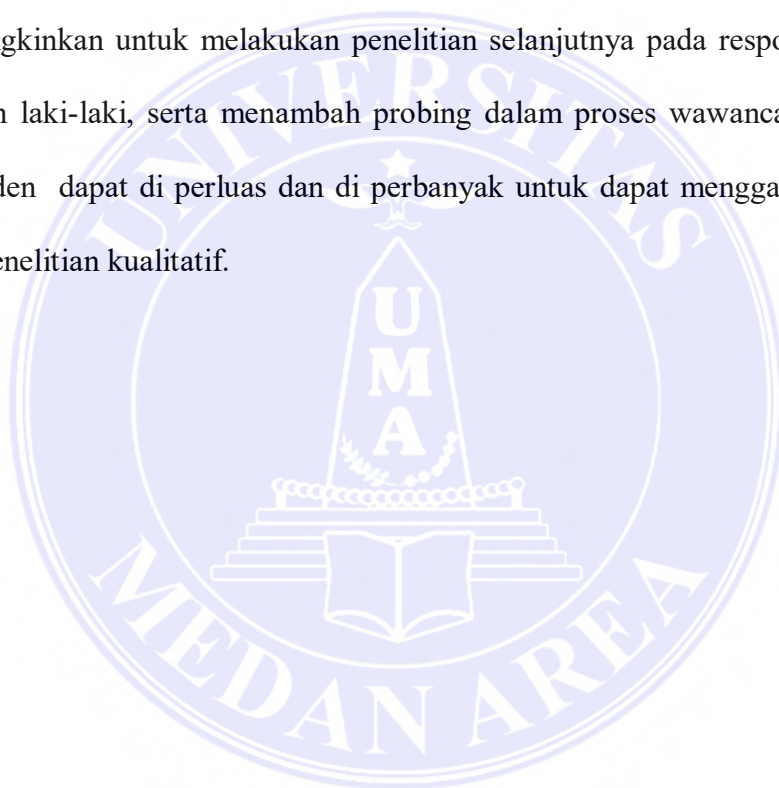 gkinkan untuk melakukan penelitian selanjutnya pada respo
n laki-laki, serta menambah probing dalam proses wawanca
den dapat di perluas dan di perbanyak untuk dapat mengga
enelitian kualitatif.
UNIVERSITAS
U
M
A
MEDAN AREA